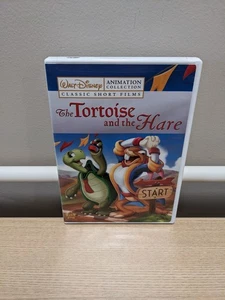 WALT DISNEY ANIMATION
COLLECTION
CLASSIC SHORT FILMS
The Tortoise
and the Hare
START